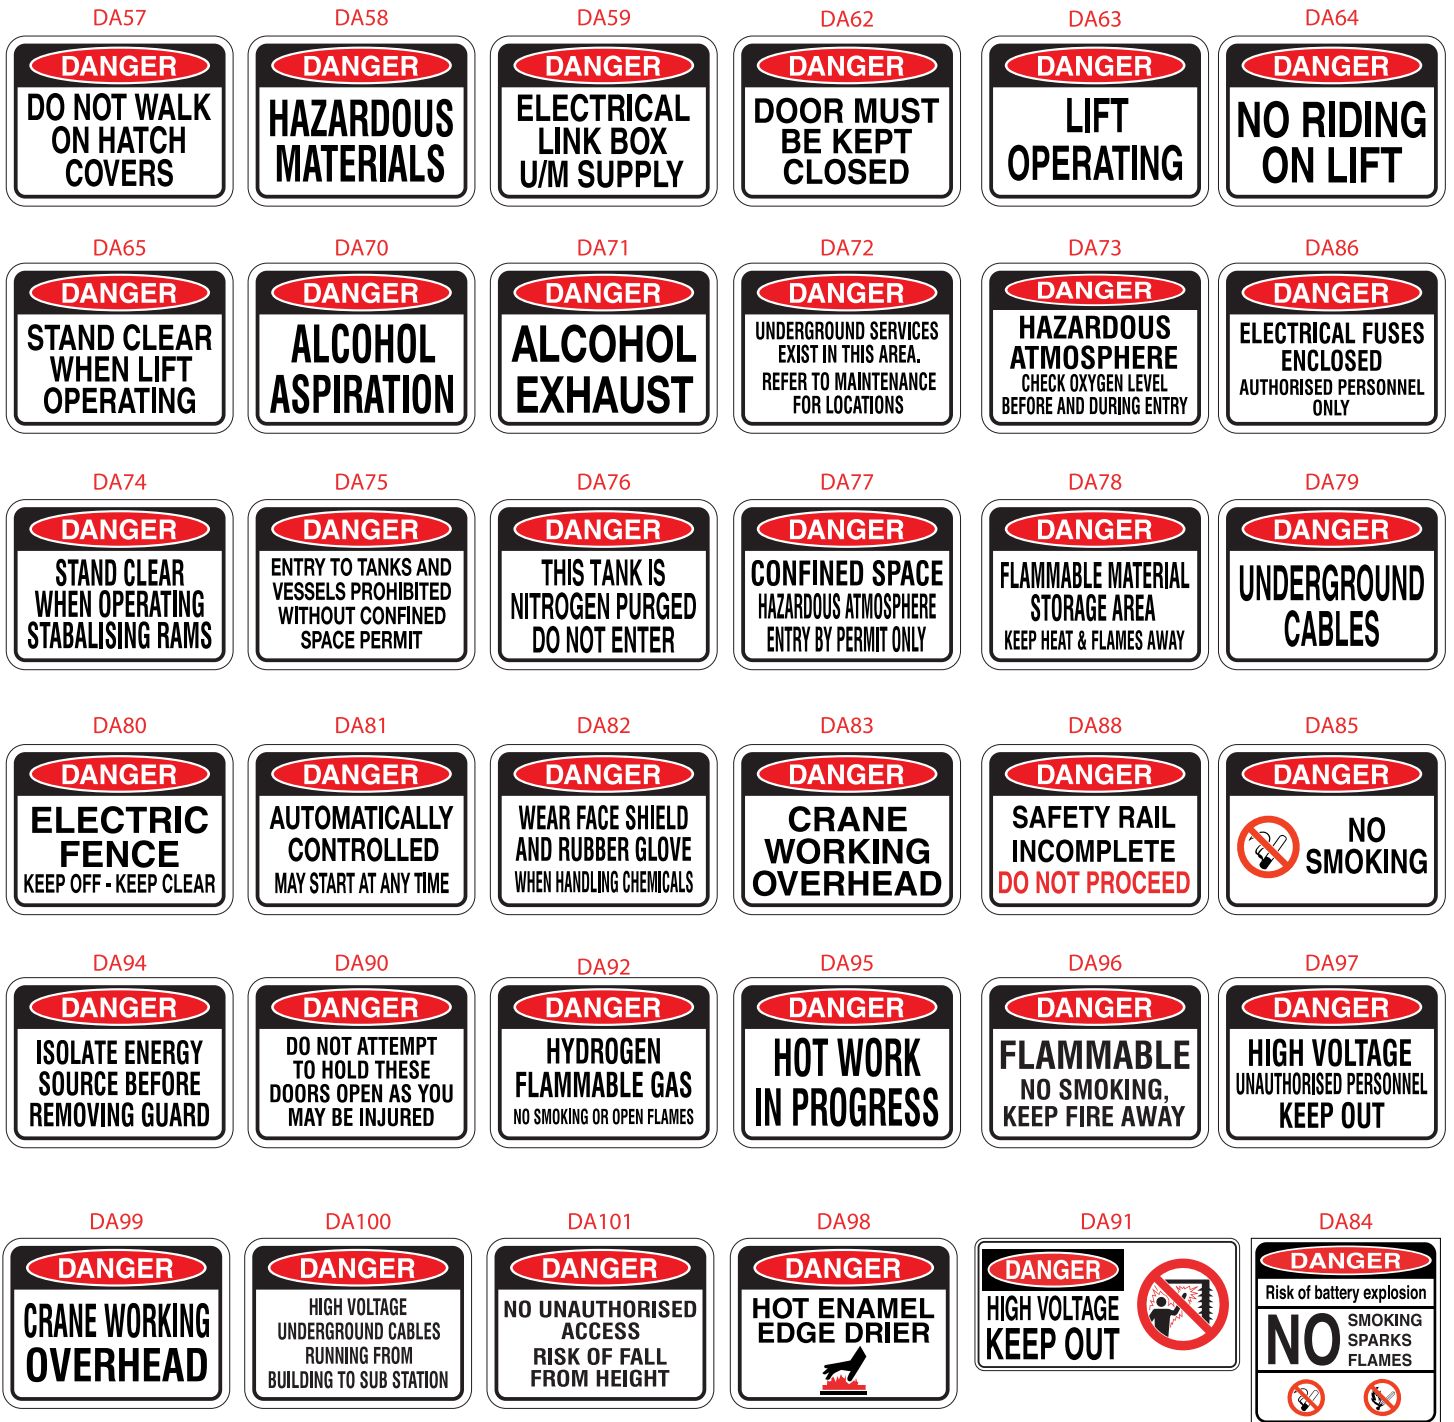 DA57
DANGER
DO NOT WALK
ON HATCH
COVERS
DA58
DANGER
HAZARDOUS
MATERIALS
DA59
DANGER
ELECTRICAL
LINK BOX
U/M SUPPLY
DA62
DANGER
DOOR MUST
BE KEPT
CLOSED
DA63
DANGER
LIFT
OPERATING
DA64
DANGER
NO RIDING
ON LIFT
DA65
DANGER
STAND CLEAR
WHEN LIFT
OPERATING
DA70
DANGER
ALCOHOL
ASPIRATION
DA71
DANGER
ALCOHOL
EXHAUST
DA72
DANGER
UNDERGROUND SERVICES
EXIST IN THIS AREA.
REFER TO MAINTENANCE
FOR LOCATIONS
DA73
DANGER
HAZARDOUS
ATMOSPHERE
CHECK OXYGEN LEVEL
BEFORE AND DURING ENTRY
DA86
DANGER
ELECTRICAL FUSES
ENCLOSED
AUTHORISED PERSONNEL
ONLY
DA74
DANGER
STAND CLEAR
WHEN OPERATING
STABALISING RAMS
DA75
DANGER
ENTRY TO TANKS AND
VESSELS PROHIBITED
WITHOUT CONFINED
SPACE PERMIT
DA76
DANGER
THIS TANK IS
NITROGEN PURGED
DO NOT ENTER
DA77
DANGER
CONFINED SPACE
HAZARDOUS ATMOSPHERE
ENTRY BY PERMIT ONLY
DA78
DANGER
FLAMMABLE MATERIAL
STORAGE AREA
KEEP HEAT & FLAMES AWAY
DA79
DANGER
UNDERGROUND
CABLES
DA80
DANGER
ELECTRIC
FENCE
KEEP OFF - KEEP CLEAR
DA81
DANGER
AUTOMATICALLY
CONTROLLED
MAY START AT ANY TIME
DA82
DANGER
WEAR FACE SHIELD
AND RUBBER GLOVE
WHEN HANDLING CHEMICALS
DA83
DANGER
CRANE
WORKING
OVERHEAD
DA88
DANGER
SAFETY RAIL
INCOMPLETE
DO NOT PROCEED
DA85
DANGER
NO
SMOKING
DA94
DANGER
ISOLATE ENERGY
SOURCE BEFORE
REMOVING GUARD
DA90
DANGER
DO NOT ATTEMPT
TO HOLD THESE
DOORS OPEN AS YOU
MAY BE INJURED
DA92
DANGER
HYDROGEN
FLAMMABLE GAS
NO SMOKING OR OPEN FLAMES
DA95
DANGER
HOT WORK
IN PROGRESS
DA96
DANGER
FLAMMABLE
NO SMOKING,
KEEP FIRE AWAY
DA97
DANGER
HIGH VOLTAGE
UNAUTHORISED PERSONNEL
KEEP OUT
DA99
DANGER
CRANE WORKING
OVERHEAD
DA100
DANGER
HIGH VOLTAGE
UNDERGROUND CABLES
RUNNING FROM
BUILDING TO SUB STATION
DA101
DANGER
NO UNAUTHORISED
ACCESS
RISK OF FALL
FROM HEIGHT
DA98
DANGER
HOT ENAMEL
EDGE DRIER
DA91
DANGER
HIGH VOLTAGE
KEEP OUT
DA84
DANGER
Risk of battery explosion
NO
SMOKING
SPARKS
FLAMES